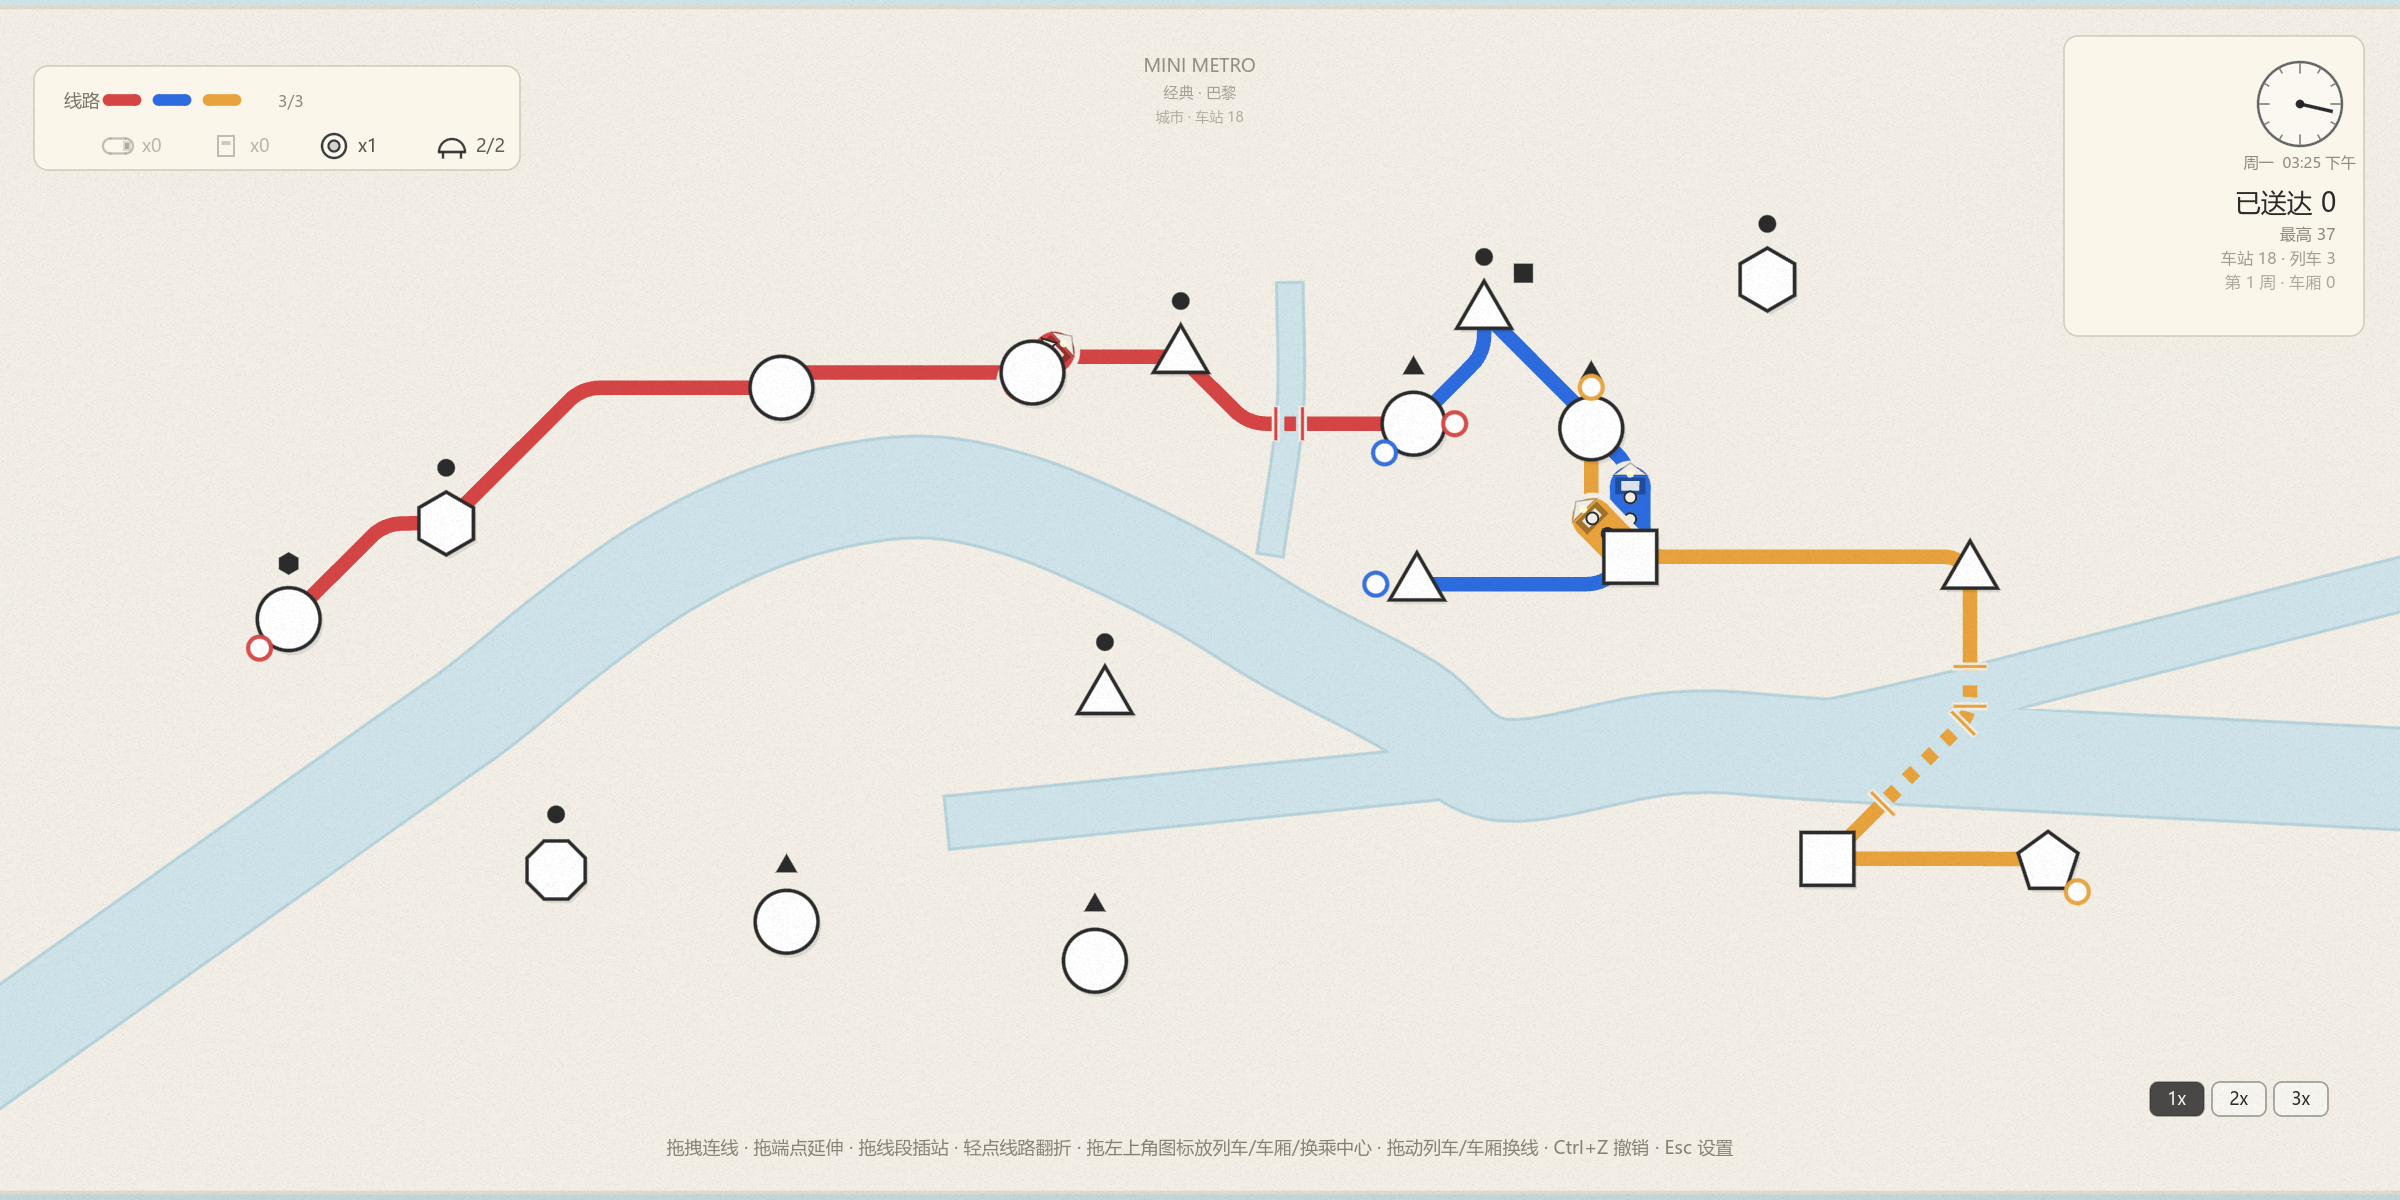 线路 3/3
x0 x0 x1 2/2
MINI METRO
经典 · 巴黎
城市 · 车站 18
周一 03:25 下午
已送达 0
最高 37
车站 18 · 列车 3
第 1 周 · 车厢 0
1x 2x 3x
拖拽连线 · 拖端点延伸 · 拖线段插站 · 轻点线路翻折 · 拖左上角图标放列车/车厢/换乘中心 · 拖动列车/车厢换线 · Ctrl+Z 撤销 · Esc 设置